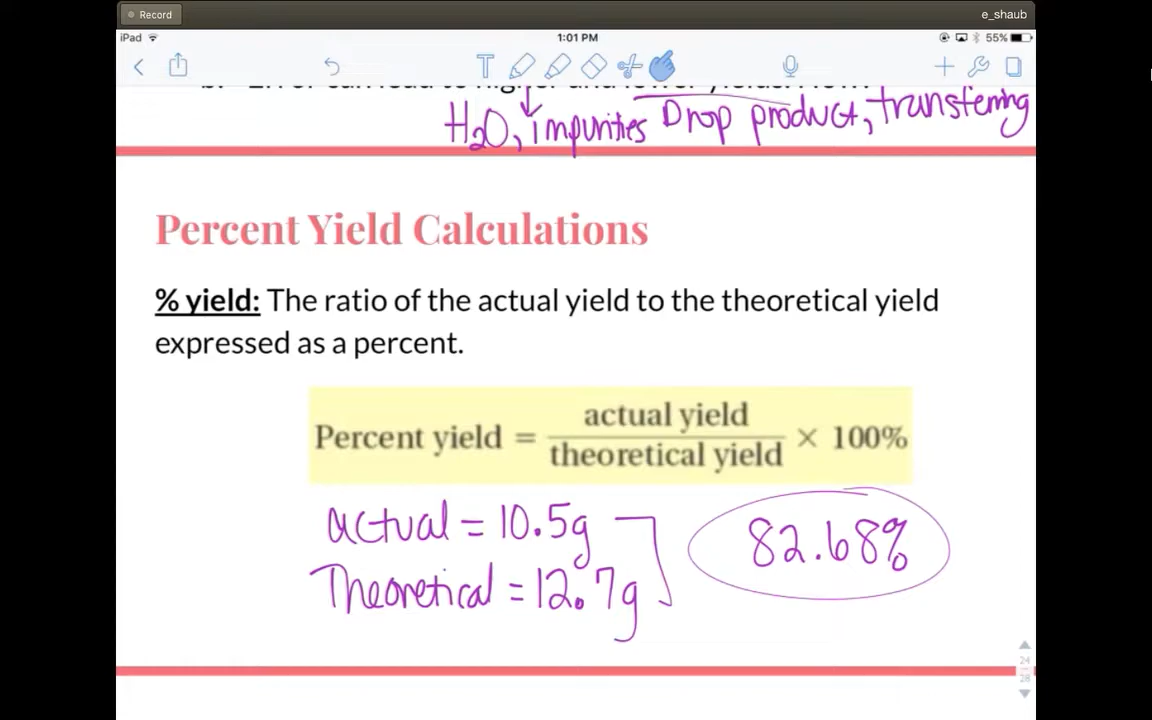 Record
e_shaub
iPad
1:01 PM
55%
T
H₂O, impurities Drop product, transferring
Percent Yield Calculations
% yield: The ratio of the actual yield to the theoretical yield
expressed as a percent.
Percent yield = actual yield / theoretical yield × 100%
actual = 10.5g
Theoretical = 12.7g
82.68%
24
28